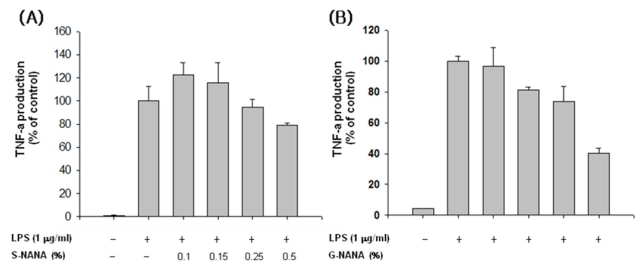 (A)
TNF-a production
(% of control)
160
140
120
100
80
60
40
20
0
LPS (1 μg/ml) – + + + + +
S-NANA (%) – – 0.1 0.15 0.25 0.5
(B)
TNF-a production
(% of control)
120
100
80
60
40
20
0
LPS (1 μg/ml) – + + + + +
G-NANA (%)